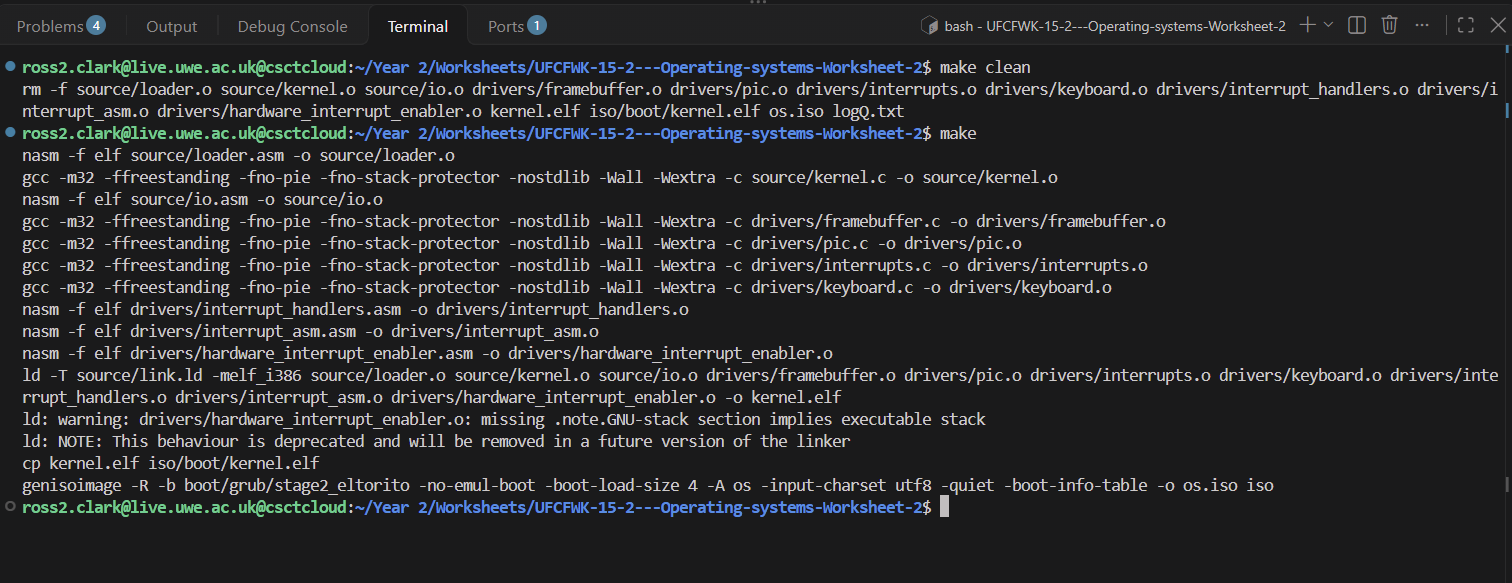 Problems 4 Output Debug Console Terminal Ports 1 bash - UFCFWK-15-2---Operating-systems-Worksheet-2
ross2.clark@live.uwe.ac.uk@csctcloud:~/Year 2/Worksheets/UFCFWK-15-2---Operating-systems-Worksheet-2$ make clean
rm -f source/loader.o source/kernel.o source/io.o drivers/framebuffer.o drivers/pic.o drivers/interrupts.o drivers/keyboard.o drivers/interrupt_handlers.o drivers/i
nterrupt_asm.o drivers/hardware_interrupt_enabler.o kernel.elf iso/boot/kernel.elf os.iso logQ.txt
ross2.clark@live.uwe.ac.uk@csctcloud:~/Year 2/Worksheets/UFCFWK-15-2---Operating-systems-Worksheet-2$ make
nasm -f elf source/loader.asm -o source/loader.o
gcc -m32 -ffreestanding -fno-pie -fno-stack-protector -nostdlib -Wall -Wextra -c source/kernel.c -o source/kernel.o
nasm -f elf source/io.asm -o source/io.o
gcc -m32 -ffreestanding -fno-pie -fno-stack-protector -nostdlib -Wall -Wextra -c drivers/framebuffer.c -o drivers/framebuffer.o
gcc -m32 -ffreestanding -fno-pie -fno-stack-protector -nostdlib -Wall -Wextra -c drivers/pic.c -o drivers/pic.o
gcc -m32 -ffreestanding -fno-pie -fno-stack-protector -nostdlib -Wall -Wextra -c drivers/interrupts.c -o drivers/interrupts.o
gcc -m32 -ffreestanding -fno-pie -fno-stack-protector -nostdlib -Wall -Wextra -c drivers/keyboard.c -o drivers/keyboard.o
nasm -f elf drivers/interrupt_handlers.asm -o drivers/interrupt_handlers.o
nasm -f elf drivers/interrupt_asm.asm -o drivers/interrupt_asm.o
nasm -f elf drivers/hardware_interrupt_enabler.asm -o drivers/hardware_interrupt_enabler.o
ld -T source/link.ld -melf_i386 source/loader.o source/kernel.o source/io.o drivers/framebuffer.o drivers/pic.o drivers/interrupts.o drivers/keyboard.o drivers/inte
rrupt_handlers.o drivers/interrupt_asm.o drivers/hardware_interrupt_enabler.o -o kernel.elf
ld: warning: drivers/hardware_interrupt_enabler.o: missing .note.GNU-stack section implies executable stack
ld: NOTE: This behaviour is deprecated and will be removed in a future version of the linker
cp kernel.elf iso/boot/kernel.elf
genisoimage -R -b boot/grub/stage2_eltorito -no-emul-boot -boot-load-size 4 -A os -input-charset utf8 -quiet -boot-info-table -o os.iso iso
ross2.clark@live.uwe.ac.uk@csctcloud:~/Year 2/Worksheets/UFCFWK-15-2---Operating-systems-Worksheet-2$